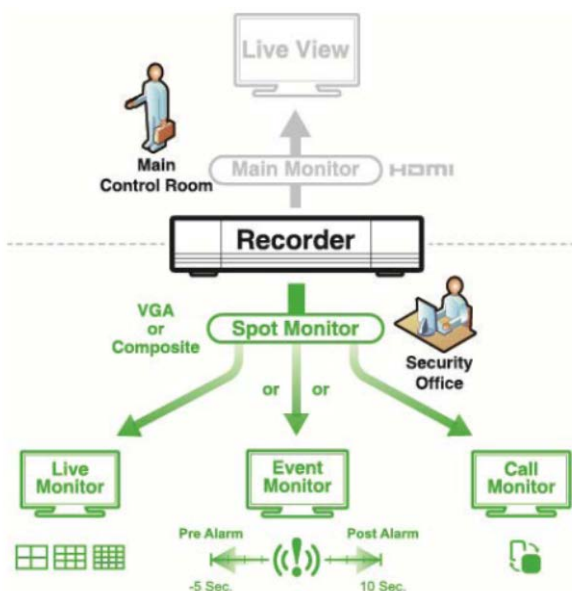 Live View
Main
Control Room
Main Monitor
HDMI
Recorder
VGA
or
Composite
Spot Monitor
Security
Office
or
or
Live
Monitor
Event
Monitor
Call
Monitor
Pre Alarm
Post Alarm
-5 Sec.
10 Sec.